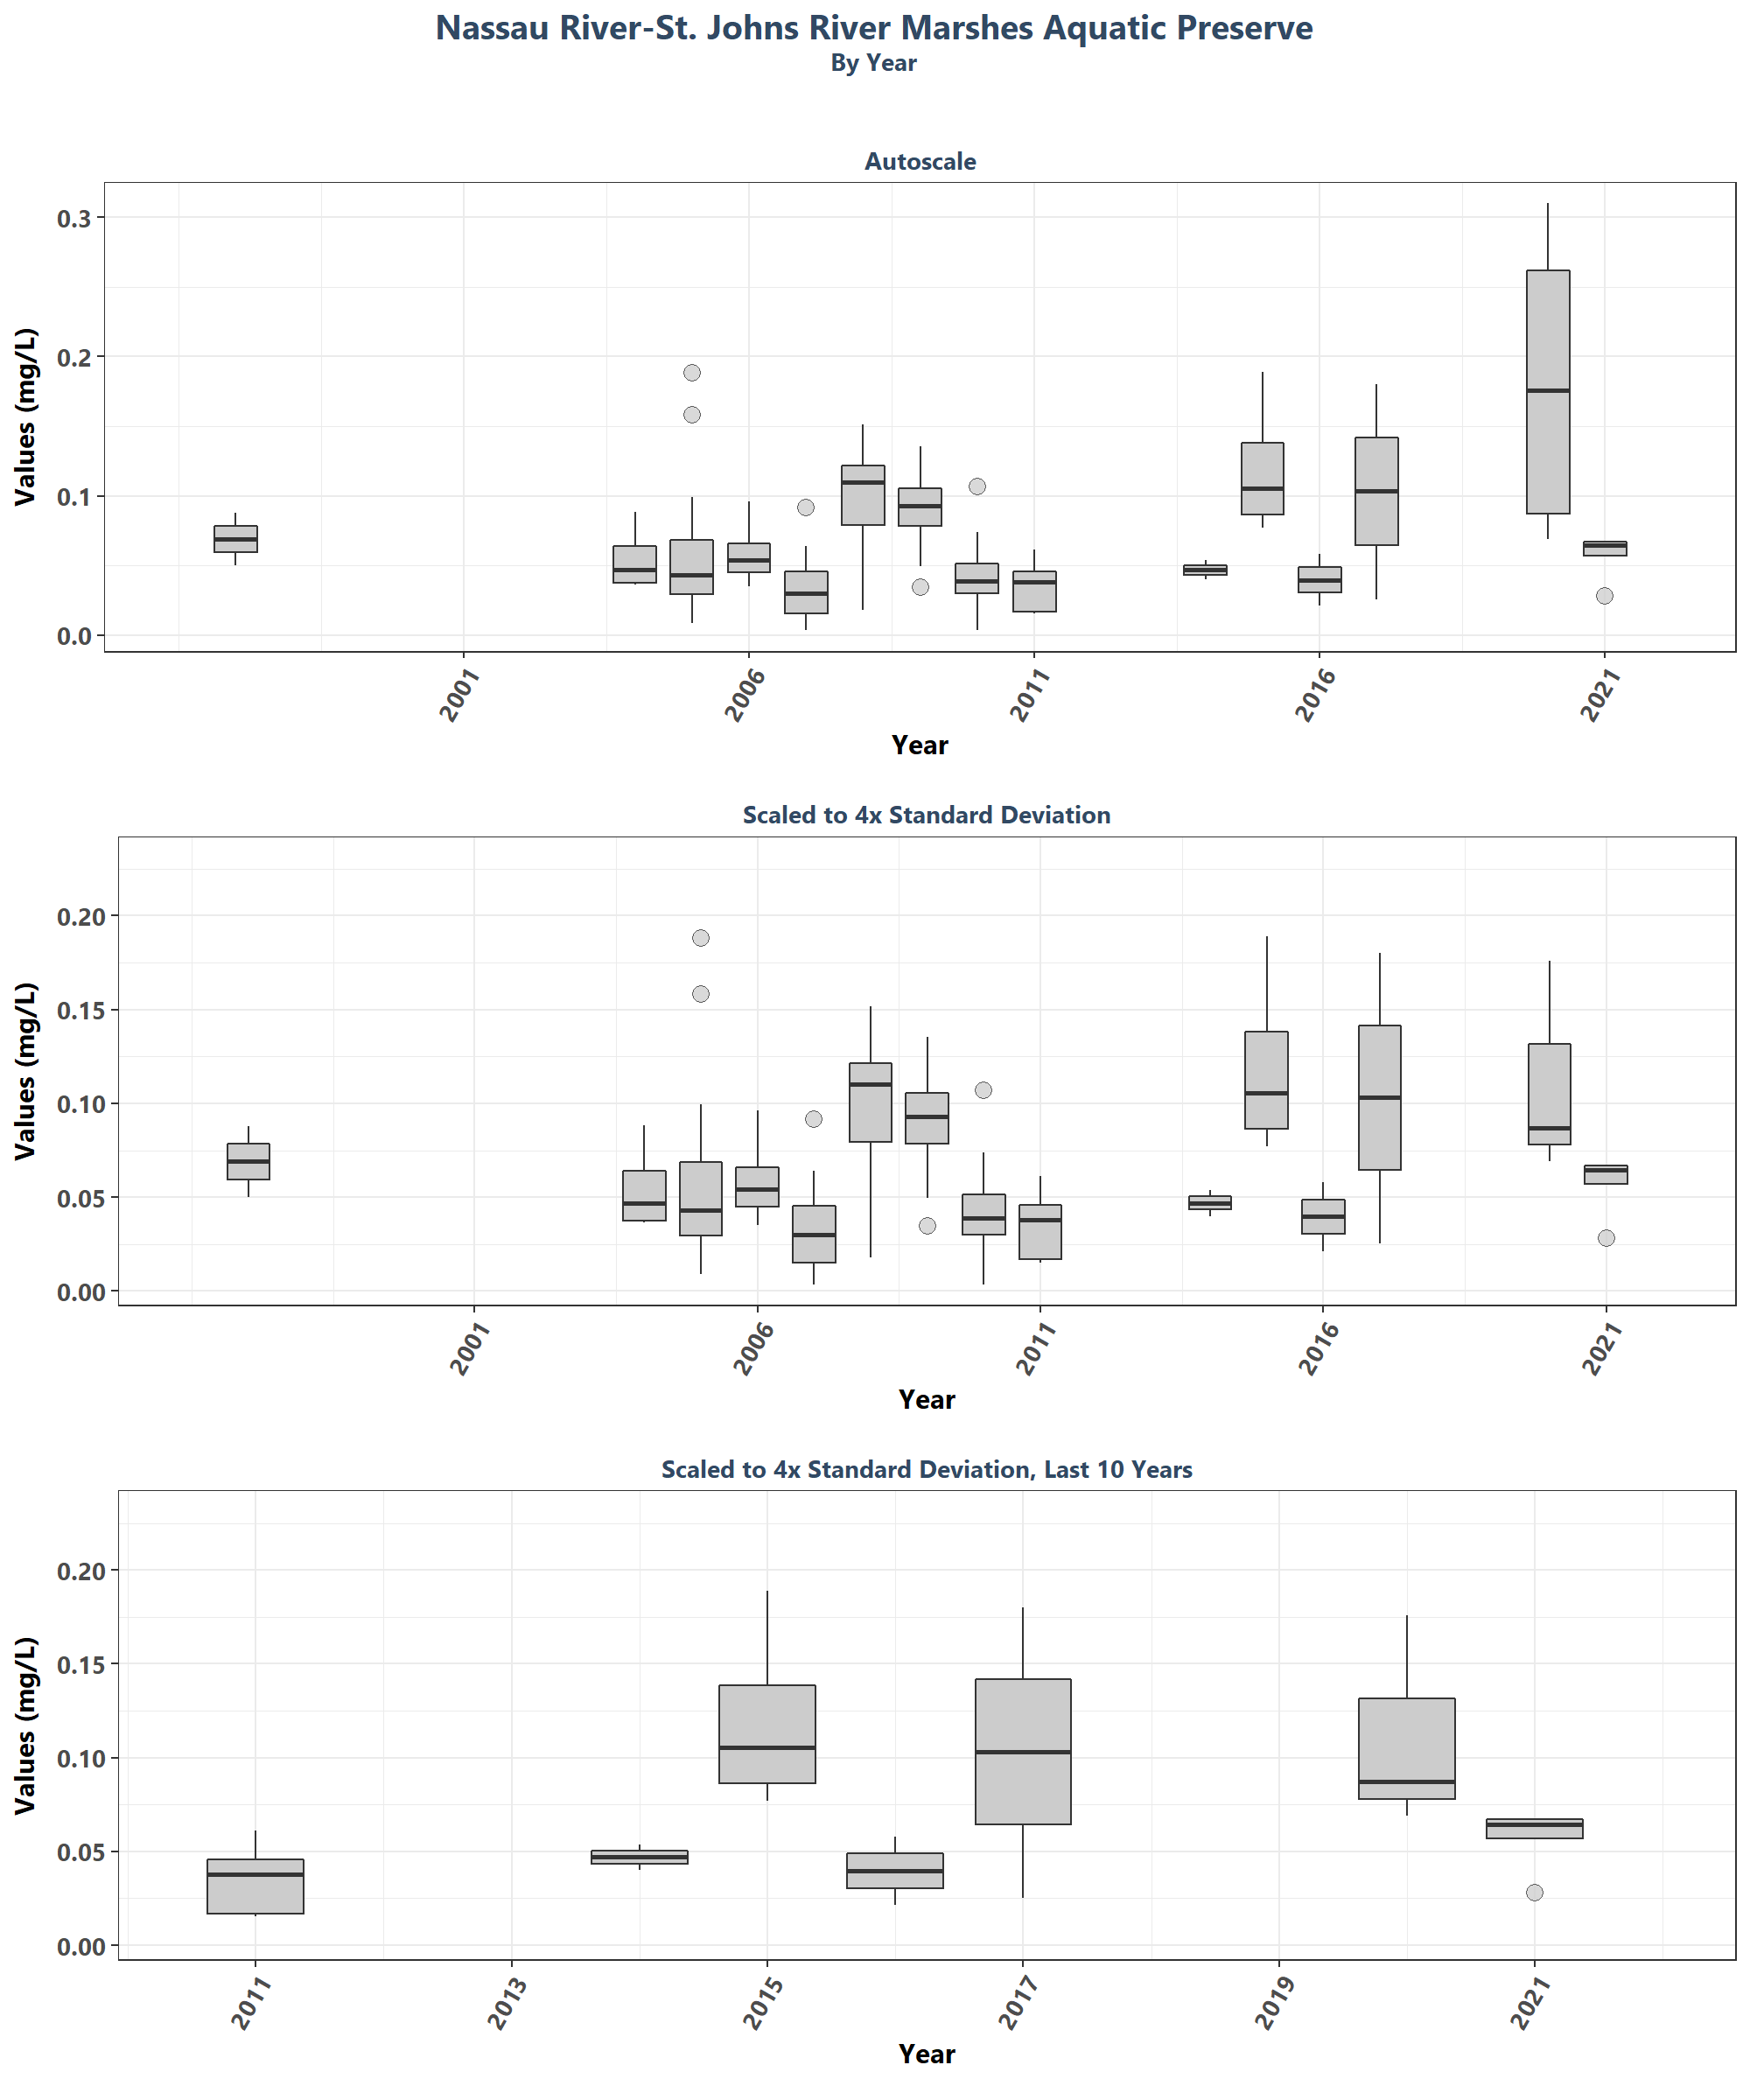 Nassau River-St. Johns River Marshes Aquatic Preserve
By Year
Autoscale
Values (mg/L)
0.3
0.2
0.1
0.0
2001 2006 2011 2016 2021
Year
Scaled to 4x Standard Deviation
Values (mg/L)
0.20
0.15
0.10
0.05
0.00
2001 2006 2011 2016 2021
Year
Scaled to 4x Standard Deviation, Last 10 Years
Values (mg/L)
0.20
0.15
0.10
0.05
0.00
2011 2013 2015 2017 2019 2021
Year